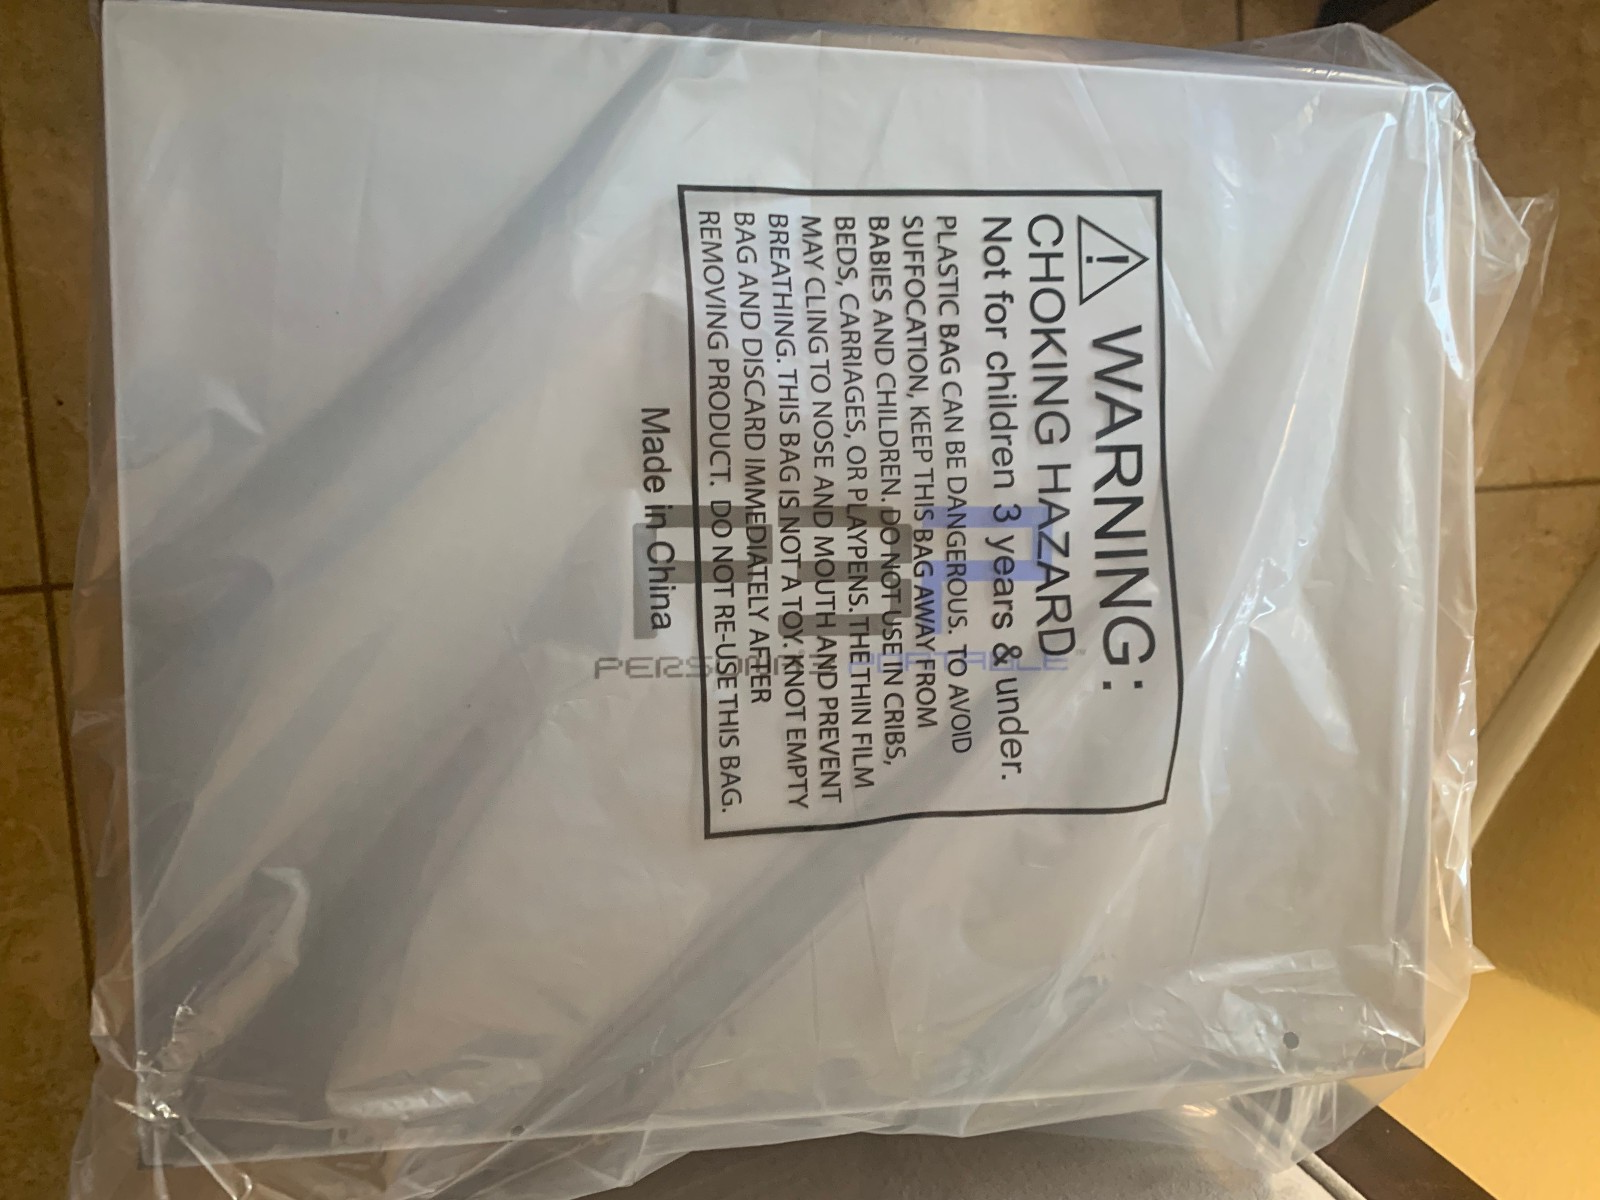 WARNING:
CHOKING HAZARD
Not for children 3 years & under.
PLASTIC BAG CAN BE DANGEROUS. TO AVOID
SUFFOCATION, KEEP THIS BAG AWAY FROM
BABIES AND CHILDREN. DO NOT USE IN CRIBS,
BEDS, CARRIAGES, OR PLAYPENS. THE THIN FILM
MAY CLING TO NOSE AND MOUTH AND PREVENT
BREATHING. THIS BAG IS NOT A TOY. KNOT EMPTY
BAG AND DISCARD IMMEDIATELY AFTER
REMOVING PRODUCT. DO NOT RE-USE THIS BAG.
Made in China